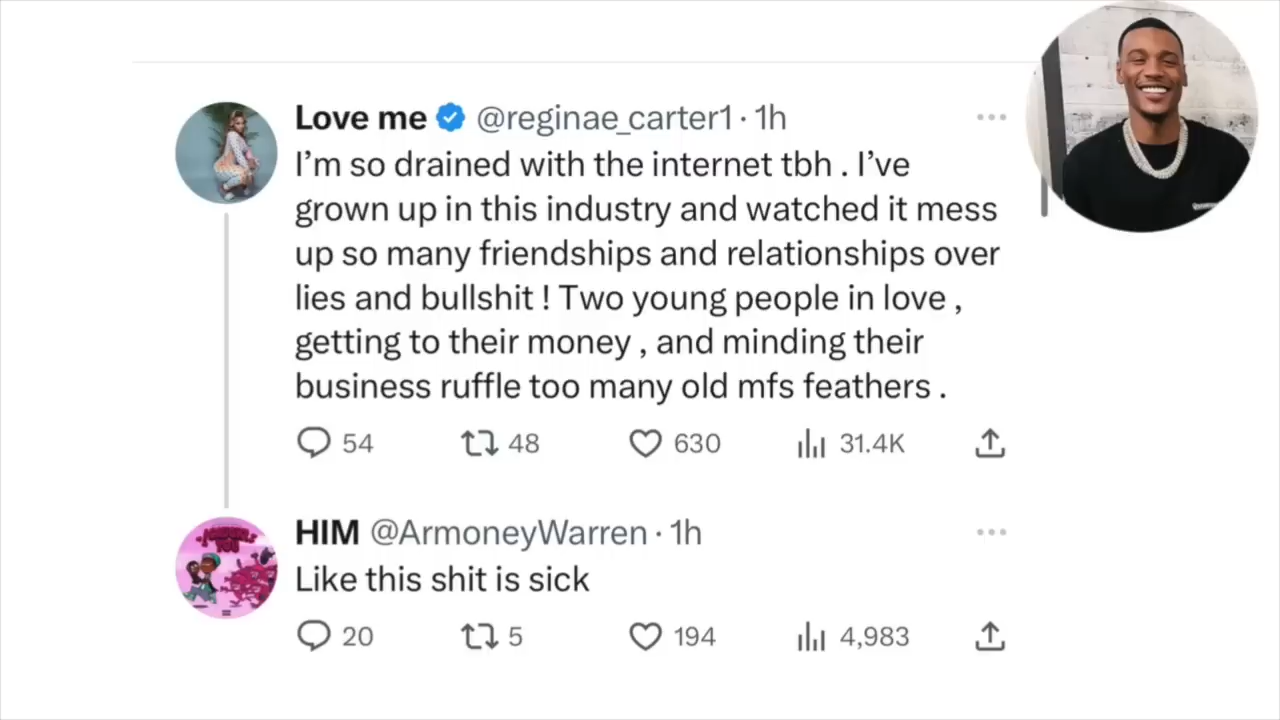 Love me @reginae_carter1 · 1h
I’m so drained with the internet tbh . I’ve
grown up in this industry and watched it mess
up so many friendships and relationships over
lies and bullshit ! Two young people in love ,
getting to their money , and minding their
business ruffle too many old mfs feathers .
54 48 630 31.4K
HIM @ArmoneyWarren · 1h
Like this shit is sick
20 5 194 4,983